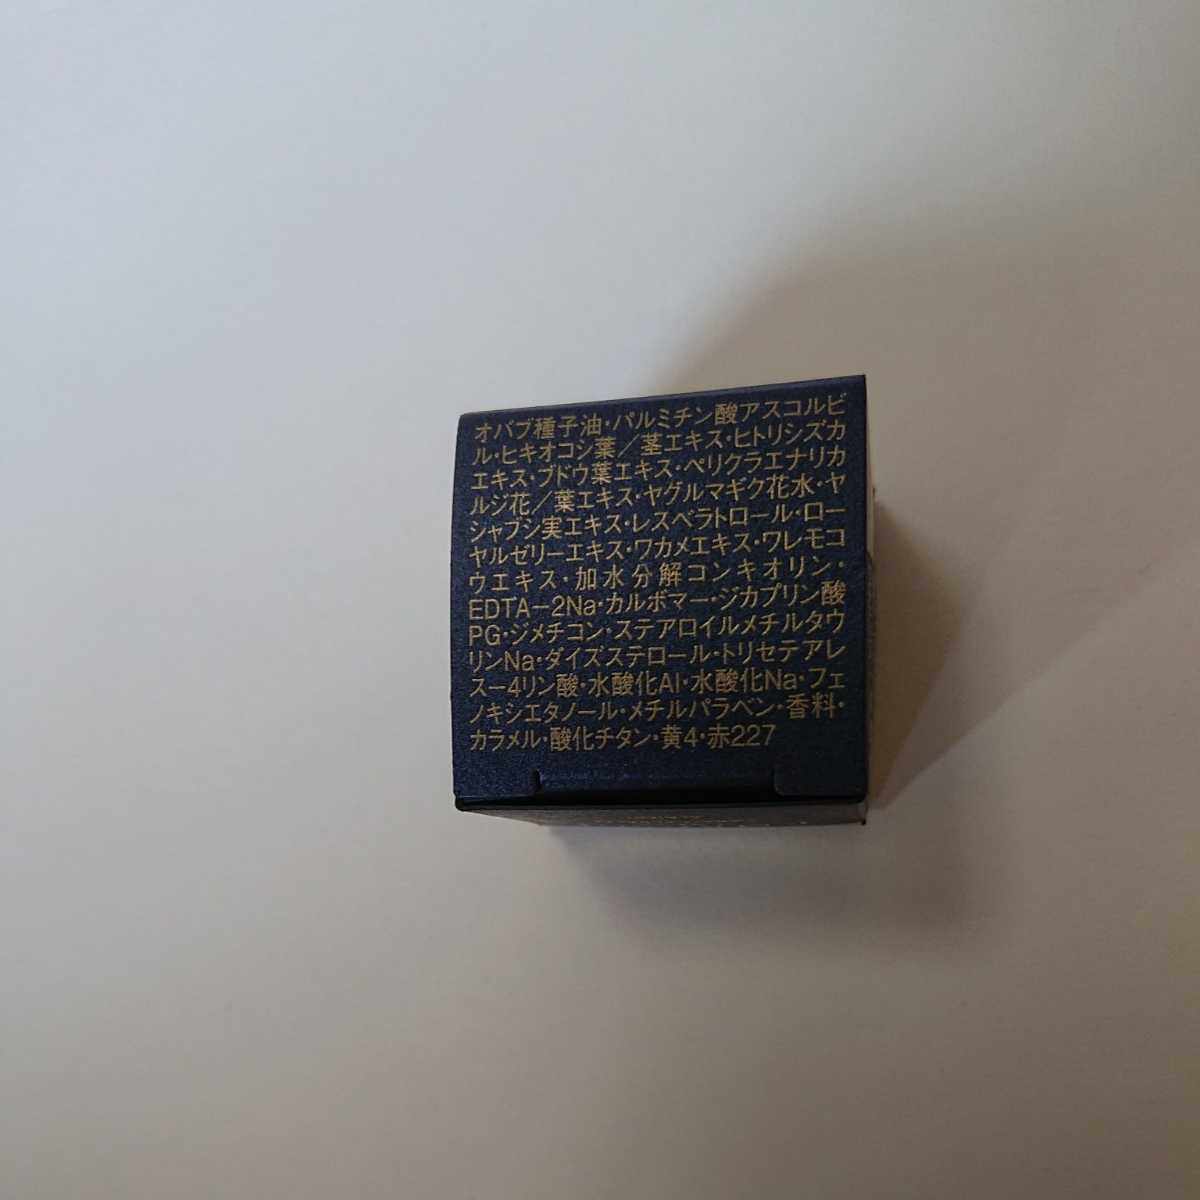 オバブ種子油・パルミチン酸アスコルビ
ル・ヒキオコシ葉／茎エキス・ヒトリシズカ
エキス・ブドウ葉エキス・ペリクラエナリカ
ルジ花／葉エキス・ヤグルマギク花水・ヤ
シャブシ実エキス・レスベラトロール・ロー
ヤルゼリーエキス・ワカメエキス・ワレモコ
ウエキス・加水分解コンキオリン・
EDTA－2Na・カルボマー・ジカプリン酸
PG・ジメチコン・ステアロイルメチルタウ
リンNa・ダイズステロール・トリセテアレ
スー4リン酸・水酸化Al・水酸化Na・フェ
ノキシエタノール・メチルパラベン・香料・
カラメル・酸化チタン・黄4・赤227